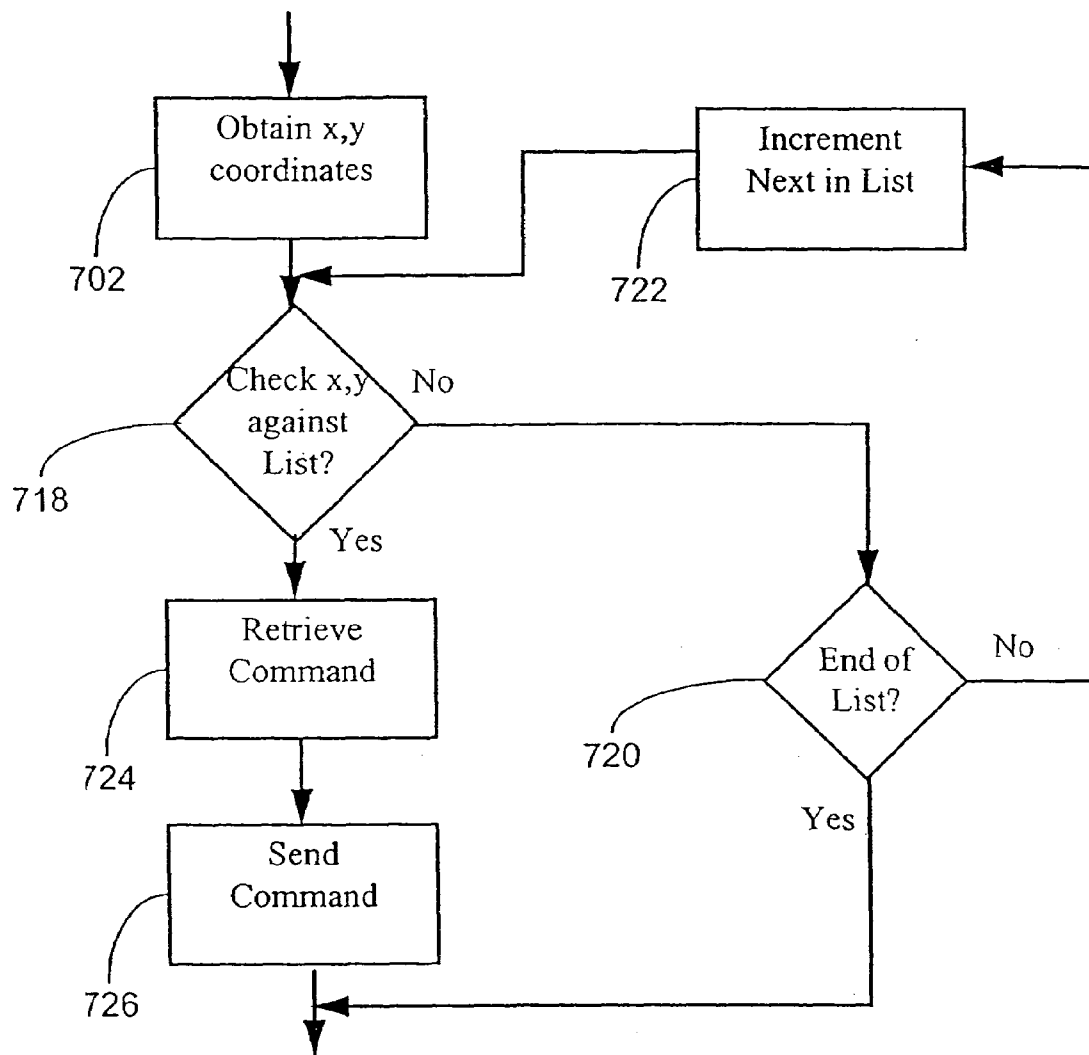 Obtain x,y
coordinates
702
Increment
Next in List
722
Check x,y
against
List?
No
718
Yes
Retrieve
Command
724
End of
List?
No
720
Yes
Send
Command
726